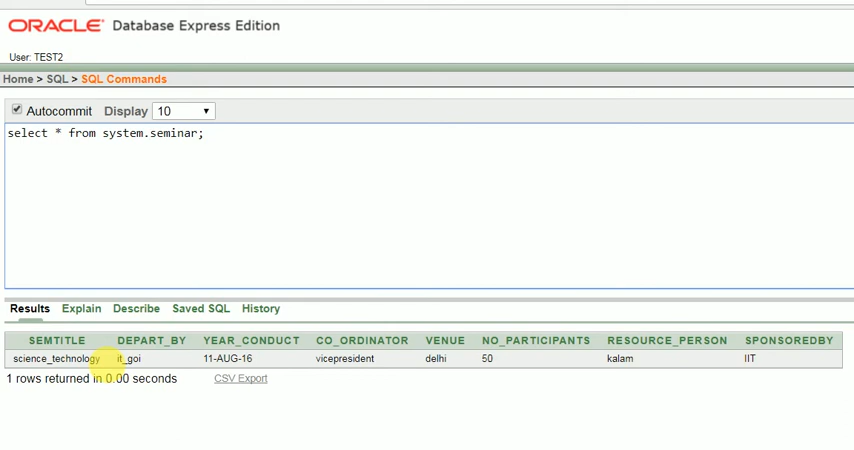 ORACLE Database Express Edition
User: TEST2
Home > SQL > SQL Commands
Autocommit Display 10
select * from system.seminar;
Results Explain Describe Saved SQL History
SEMTITLE DEPART_BY YEAR_CONDUCT CO_ORDINATOR VENUE NO_PARTICIPANTS RESOURCE_PERSON SPONSOREDBY
science_technology it_goi 11-AUG-16 vicepresident delhi 50 kalam IIT
1 rows returned in 0.00 seconds CSV Export